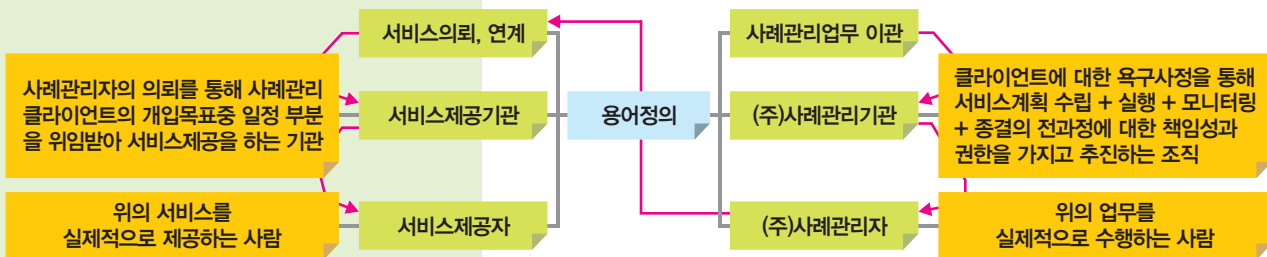 서비스의뢰, 연계
사례관리업무 이관
사례관리자의 의뢰를 통해 사례관리
클라이언트의 개입목표중 일정 부분
을 위임받아 서비스제공을 하는 기관
서비스제공기관
용어정의
(주)사례관리기관
클라이언트에 대한 욕구사정을 통해
서비스계획 수립 + 실행 + 모니터링
+ 종결의 전과정에 대한 책임성과
권한을 가지고 추진하는 조직
위의 서비스를
실제적으로 제공하는 사람
서비스제공자
(주)사례관리자
위의 업무를
실제적으로 수행하는 사람